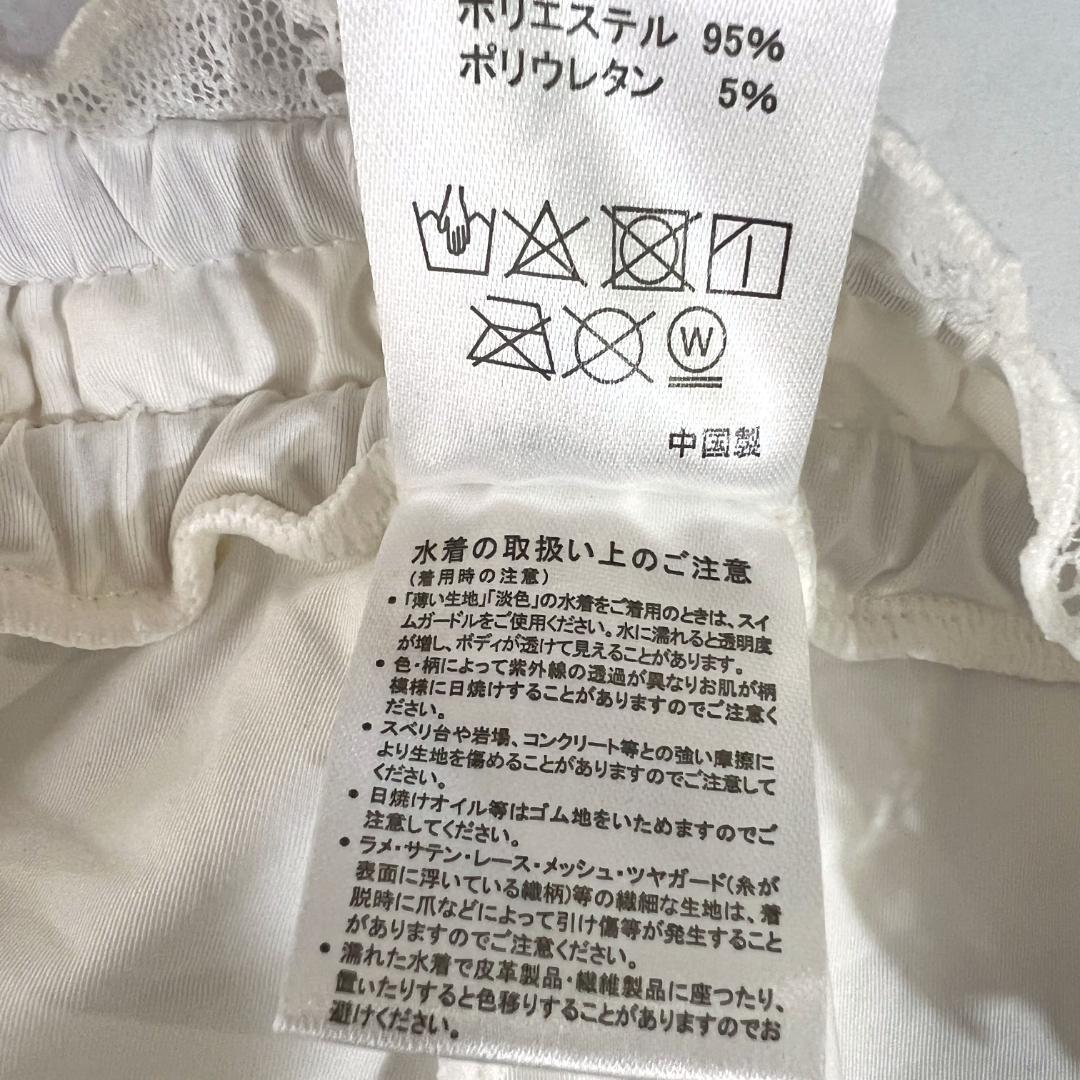 ポリエステル 95%
ポリウレタン 5%
W
中国製
水着の取扱い上のご注意
(着用時の注意)
•「薄い生地」「淡色」の水着をご着用のときは、スイ
ムガードルをご使用ください。水に濡れると透明度
が増し、ボディが透けて見えることがあります。
•色・柄によって紫外線の透過が異なりお肌が柄
模様に日焼けすることがありますのでご注意く
ださい。
•スベリ台や岩場、コンクリート等との強い摩擦に
より生地を傷めることがありますのでご注意して
ください。
•日焼けオイル等はゴム地をいためますのでご
注意してください。
•ラメ・サテン・レース・メッシュ・ツヤガード(糸が
表面に浮いている織柄)等の繊細な生地は、着
脱時に爪などによって引け傷等が発生すること
がありますのでご注意ください。
•濡れた水着で皮革製品・繊維製品に座ったり、
置いたりすると色移りすることがありますのでお
避けください。